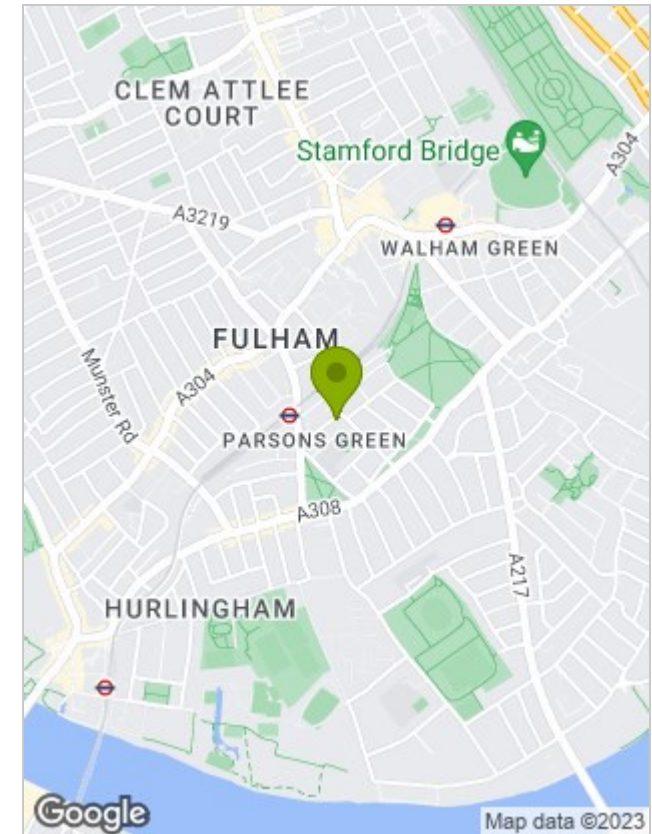 CLEM ATTLEE
COURT
Stamford Bridge
A304
A3219
WALHAM GREEN
FULHAM
A304
Munster Rd
PARSONS GREEN
A308
A217
HURLINGHAM
Google
Map data ©2023